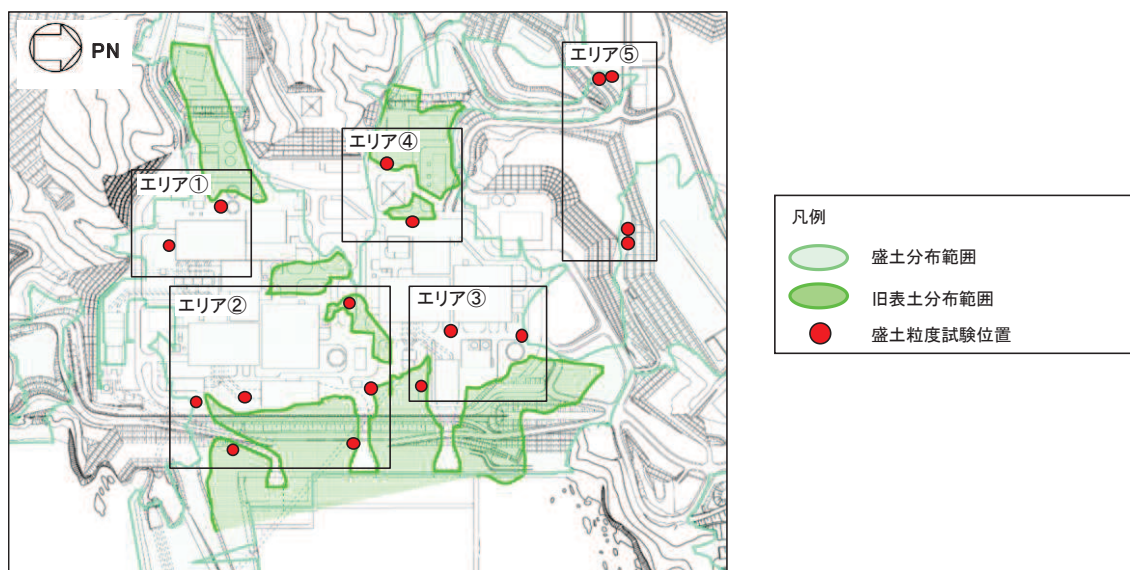 PN
エリア⑤
エリア④
エリア①
エリア②
エリア③
凡例
盛土分布範囲
旧表土分布範囲
盛土粒度試験位置